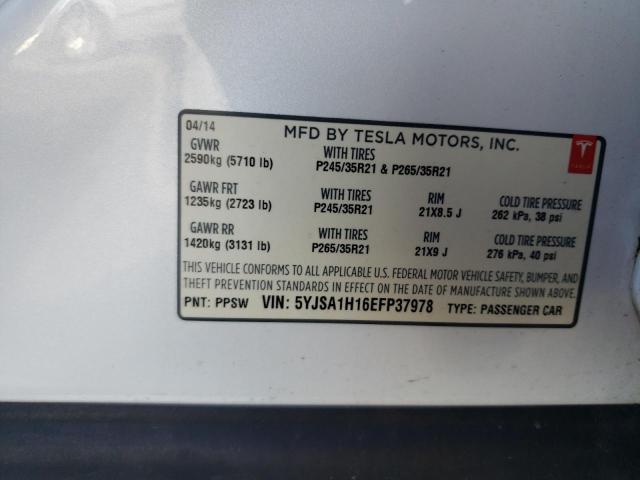 04/14
MFD BY TESLA MOTORS, INC.
GVWR WITH TIRES
2590kg (5710 lb) P245/35R21 & P265/35R21
GAWR FRT WITH TIRES RIM COLD TIRE PRESSURE
1235kg (2723 lb) P245/35R21 21X8.5 J 262 kPa, 38 psi
GAWR RR WITH TIRES RIM COLD TIRE PRESSURE
1420kg (3131 lb) P265/35R21 21X9 J 276 kPa, 40 psi
THIS VEHICLE CONFORMS TO ALL APPLICABLE U.S. FEDERAL MOTOR VEHICLE SAFETY, BUMPER, AND
THEFT PREVENTION STANDARDS IN EFFECT ON THE DATE OF MANUFACTURE SHOWN ABOVE.
PNT: PPSW VIN: 5YJSA1H16EFP37978 TYPE: PASSENGER CAR
TESLA